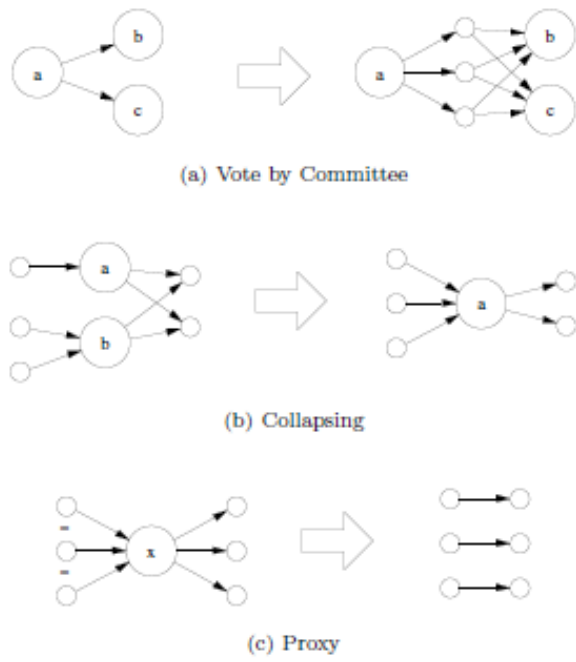 b
a
c
b
a
c
(a) Vote by Committee
a
b
a
(b) Collapsing
=
x
=
(c) Proxy